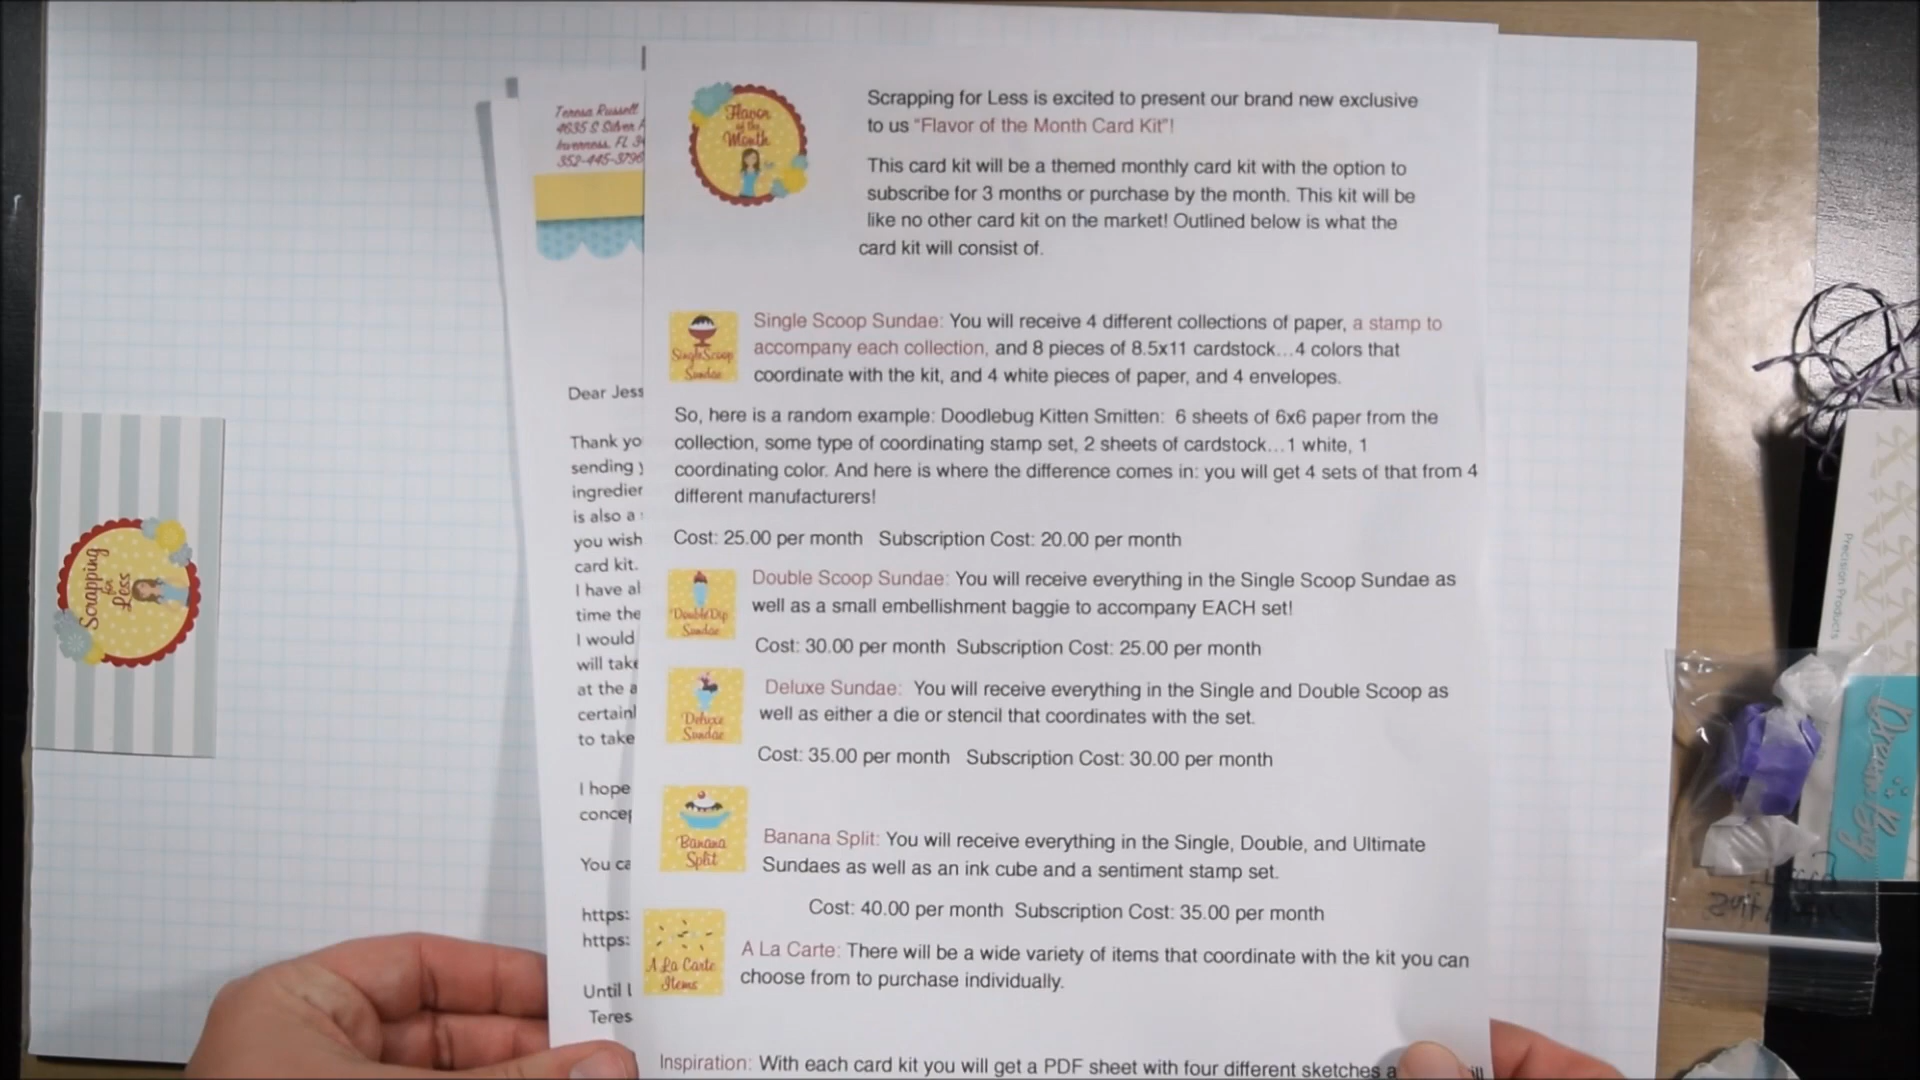 Scrapping for Less is excited to present our brand new exclusive
to us "Flavor of the Month Card Kit"!
This card kit will be a themed monthly card kit with the option to
subscribe for 3 months or purchase by the month. This kit will be
like no other card kit on the market! Outlined below is what the
card kit will consist of.
Flavor
of the
Month
Single Scoop Sundae: You will receive 4 different collections of paper, a stamp to
accompany each collection, and 8 pieces of 8.5x11 cardstock...4 colors that
coordinate with the kit, and 4 white pieces of paper, and 4 envelopes.
Single Scoop
Sundae
So, here is a random example: Doodlebug Kitten Smitten: 6 sheets of 6x6 paper from the
collection, some type of coordinating stamp set, 2 sheets of cardstock...1 white, 1
coordinating color. And here is where the difference comes in: you will get 4 sets of that from 4
different manufacturers!
Cost: 25.00 per month Subscription Cost: 20.00 per month
Double Scoop Sundae: You will receive everything in the Single Scoop Sundae as
well as a small embellishment baggie to accompany EACH set!
Double Dip
Sundae
Cost: 30.00 per month Subscription Cost: 25.00 per month
Deluxe Sundae: You will receive everything in the Single and Double Scoop as
well as either a die or stencil that coordinates with the set.
Deluxe
Sundae
Cost: 35.00 per month Subscription Cost: 30.00 per month
Banana Split: You will receive everything in the Single, Double, and Ultimate
Sundaes as well as an ink cube and a sentiment stamp set.
Banana
Split
Cost: 40.00 per month Subscription Cost: 35.00 per month
A La Carte: There will be a wide variety of items that coordinate with the kit you can
choose from to purchase individually.
A La Carte
Items
Inspiration: With each card kit you will get a PDF sheet with four different sketches
Teresa Russell
4635 S Silver
Inverness, FL
352-445-3796
Dear Jess
Thank yo
sending
ingredier
is also a
you wish
card kit.
I have al
time the
I would
will take
at the a
certainl
to take
I hope
concep
You ca
https:
https:
Until
Teres
Scrapping
for
Less
Precision Products